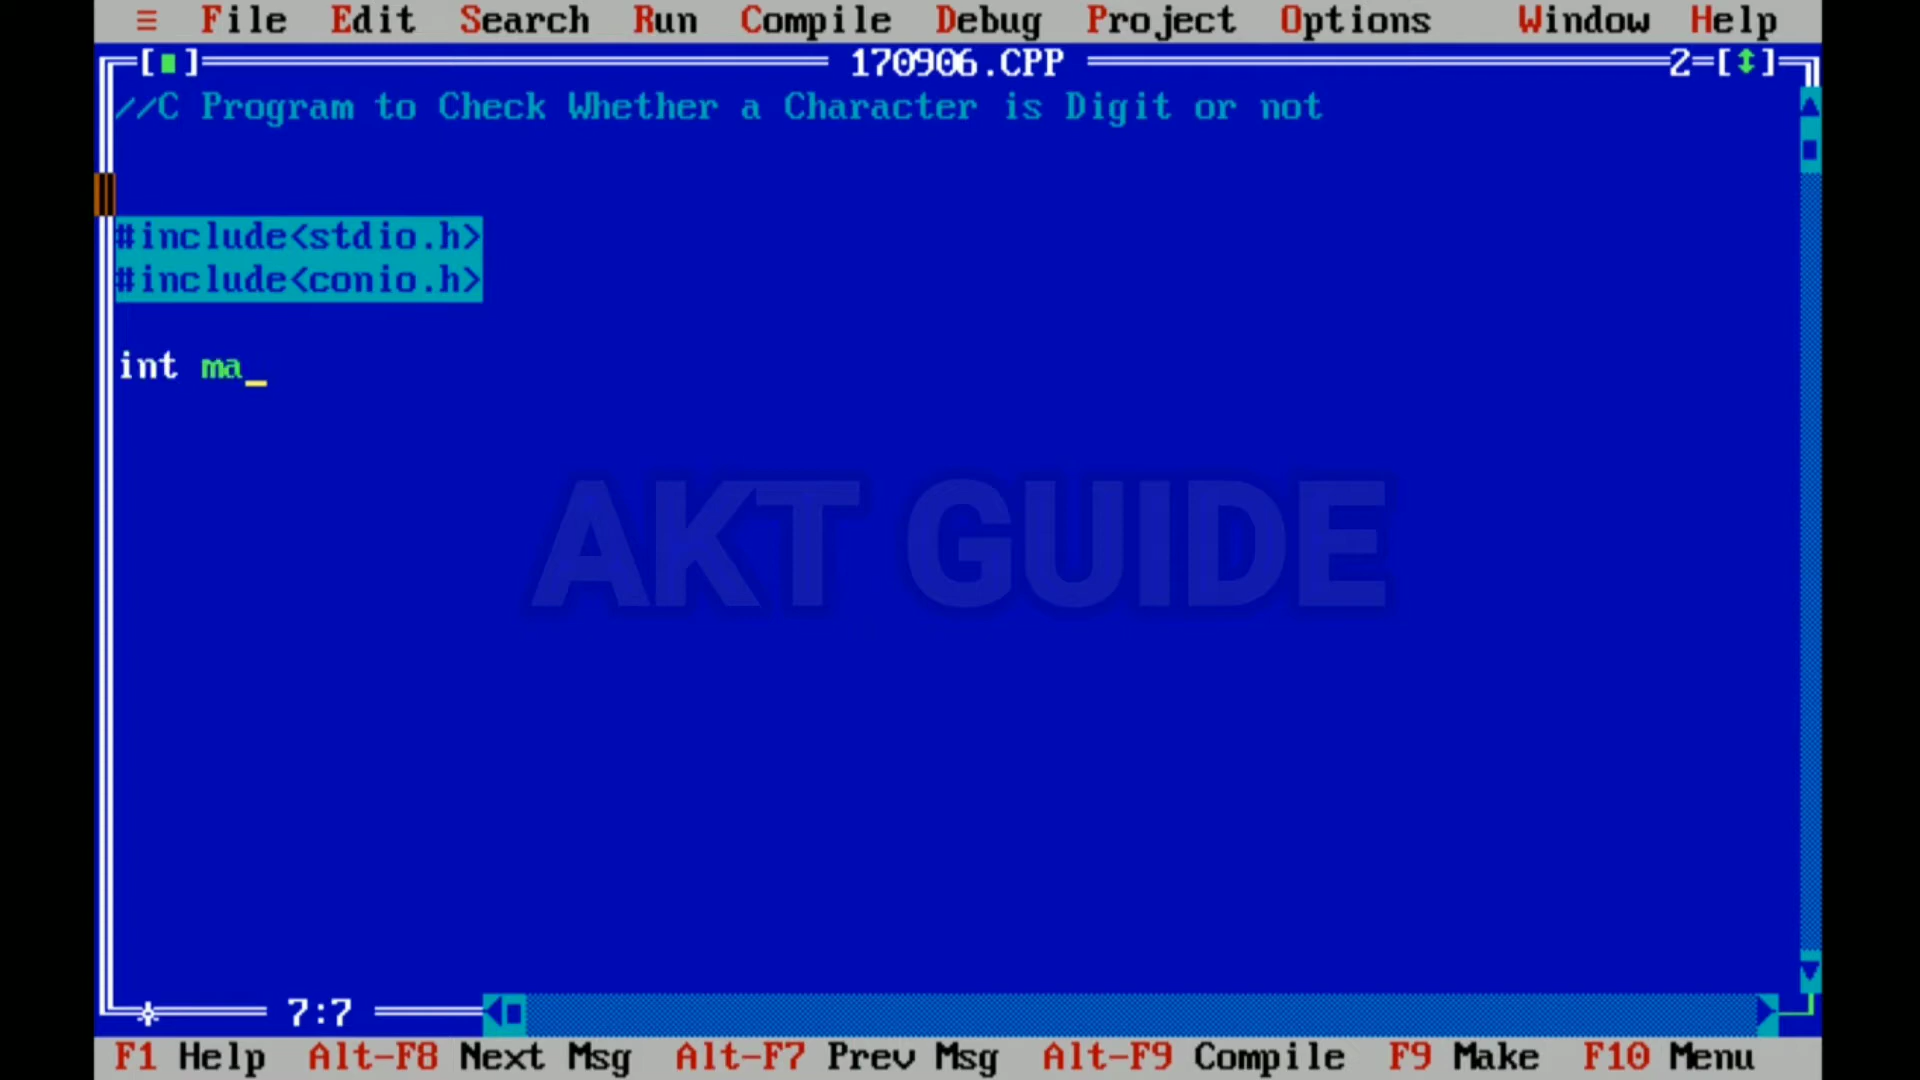 ≡ File Edit Search Run Compile Debug Project Options Window Help
[■] 170906.CPP 2=[↕]
//C Program to Check Whether a Character is Digit or not
#include<stdio.h>
#include<conio.h>
int ma_
AKT GUIDE
7:7
F1 Help Alt-F8 Next Msg Alt-F7 Prev Msg Alt-F9 Compile F9 Make F10 Menu